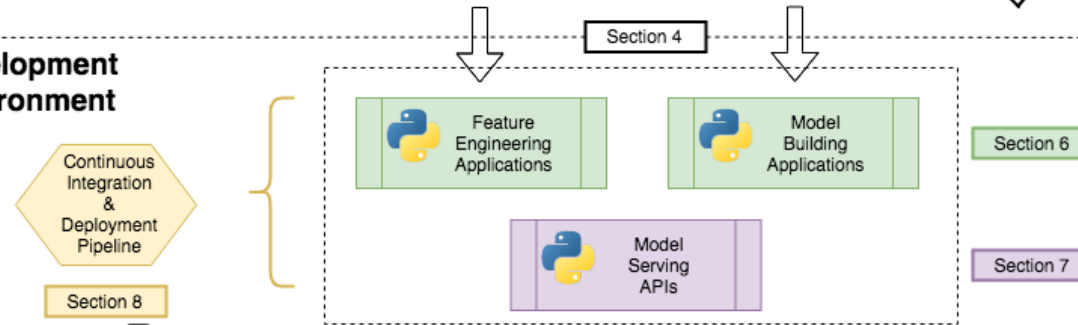 Section 4
elopment
ronment
Feature
Engineering
Applications
Model
Building
Applications
Section 6
Continuous
Integration
&
Deployment
Pipeline
Model
Serving
APIs
Section 7
Section 8